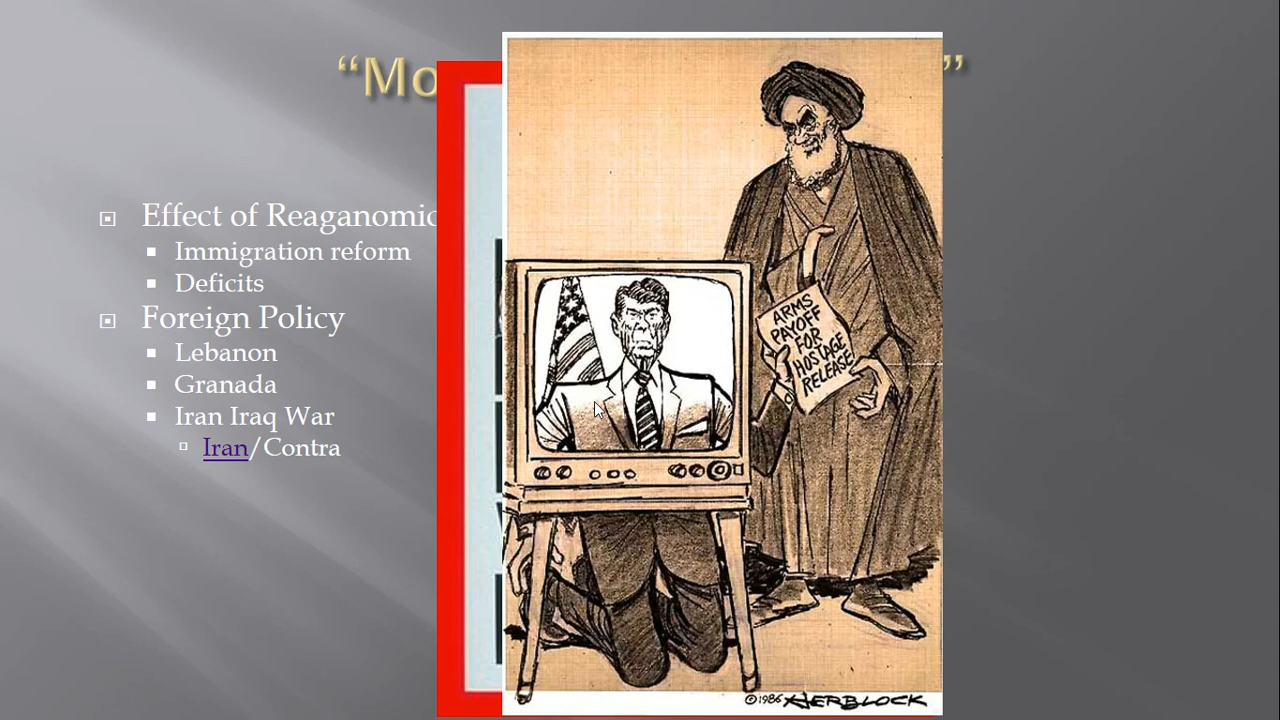 “Mo ”
Effect of Reaganomic
Immigration reform
Deficits
Foreign Policy
Lebanon
Granada
Iran Iraq War
Iran/Contra
ARMS
PAYOFF
FOR
HOSTAGE
RELEASE
©1986 HERBLOCK